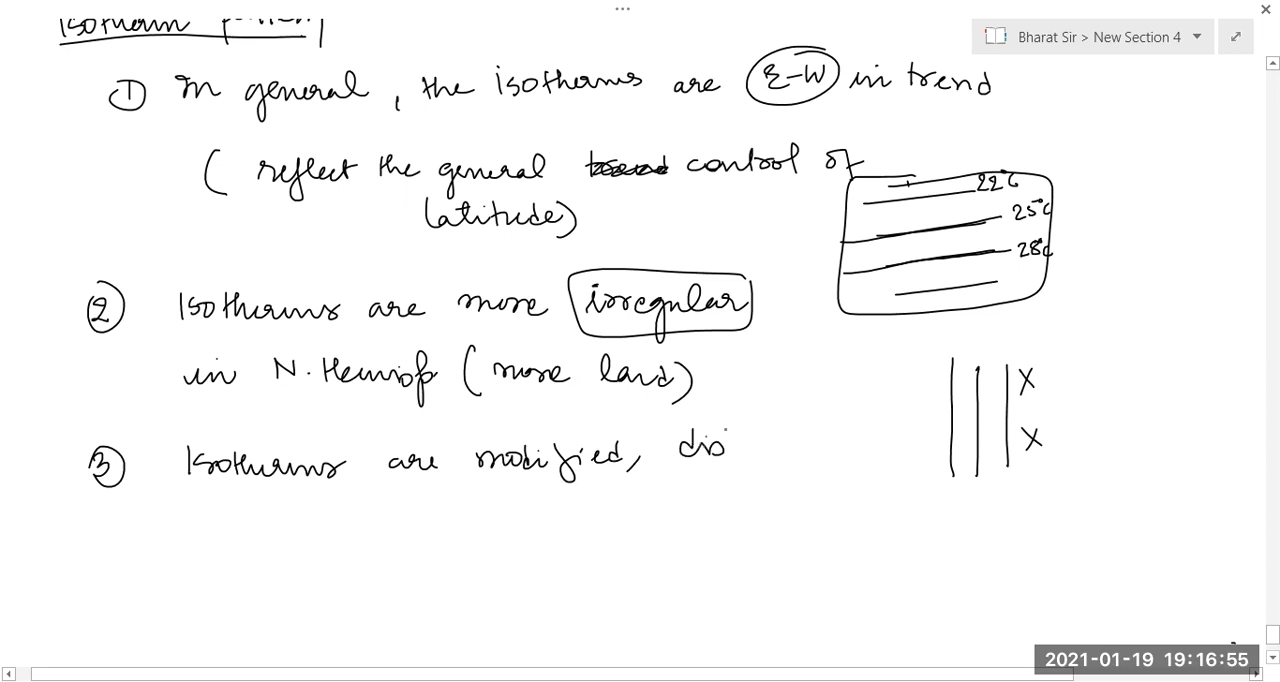 Bharat Sir > New Section 4
Isotherm
① In general, the isotherms are E-W in trend
( reflect the general control of
latitude)
22°C
25°C
28°C
② Isotherms are more irregular
in N. Hemisp (more land)
X
X
③ Isotherms are modified, dis
2021-01-19 19:16:55